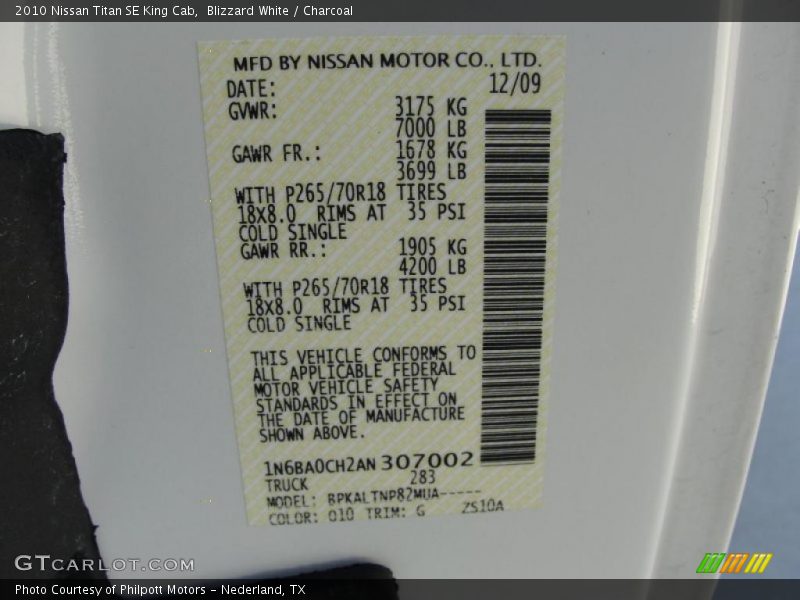 2010 Nissan Titan SE King Cab,  Blizzard White / Charcoal
MFD BY NISSAN MOTOR CO., LTD.
DATE: 12/09
GVWR: 3175 KG
7000 LB
GAWR FR.: 1678 KG
3699 LB
WITH P265/70R18 TIRES
18X8.0 RIMS AT 35 PSI
COLD SINGLE
GAWR RR.: 1905 KG
4200 LB
WITH P265/70R18 TIRES
18X8.0 RIMS AT 35 PSI
COLD SINGLE
THIS VEHICLE CONFORMS TO
ALL APPLICABLE FEDERAL
MOTOR VEHICLE SAFETY
STANDARDS IN EFFECT ON
THE DATE OF MANUFACTURE
SHOWN ABOVE.
1N6BA0CH2AN 307002
TRUCK 283
MODEL: BPKALTNP82MUA-----
COLOR: 010 TRIM: G ZS10A
GTCARLOT.COM
Photo Courtesy of Philpott Motors - Nederland, TX